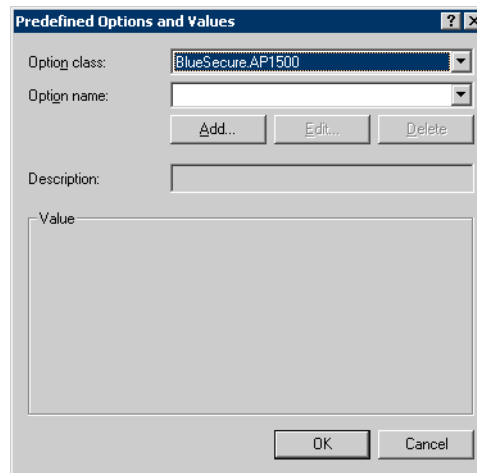 Predefined Options and Values
Option class: BlueSecure.AP1500
Option name:
Add... Edit... Delete
Description:
Value
OK Cancel